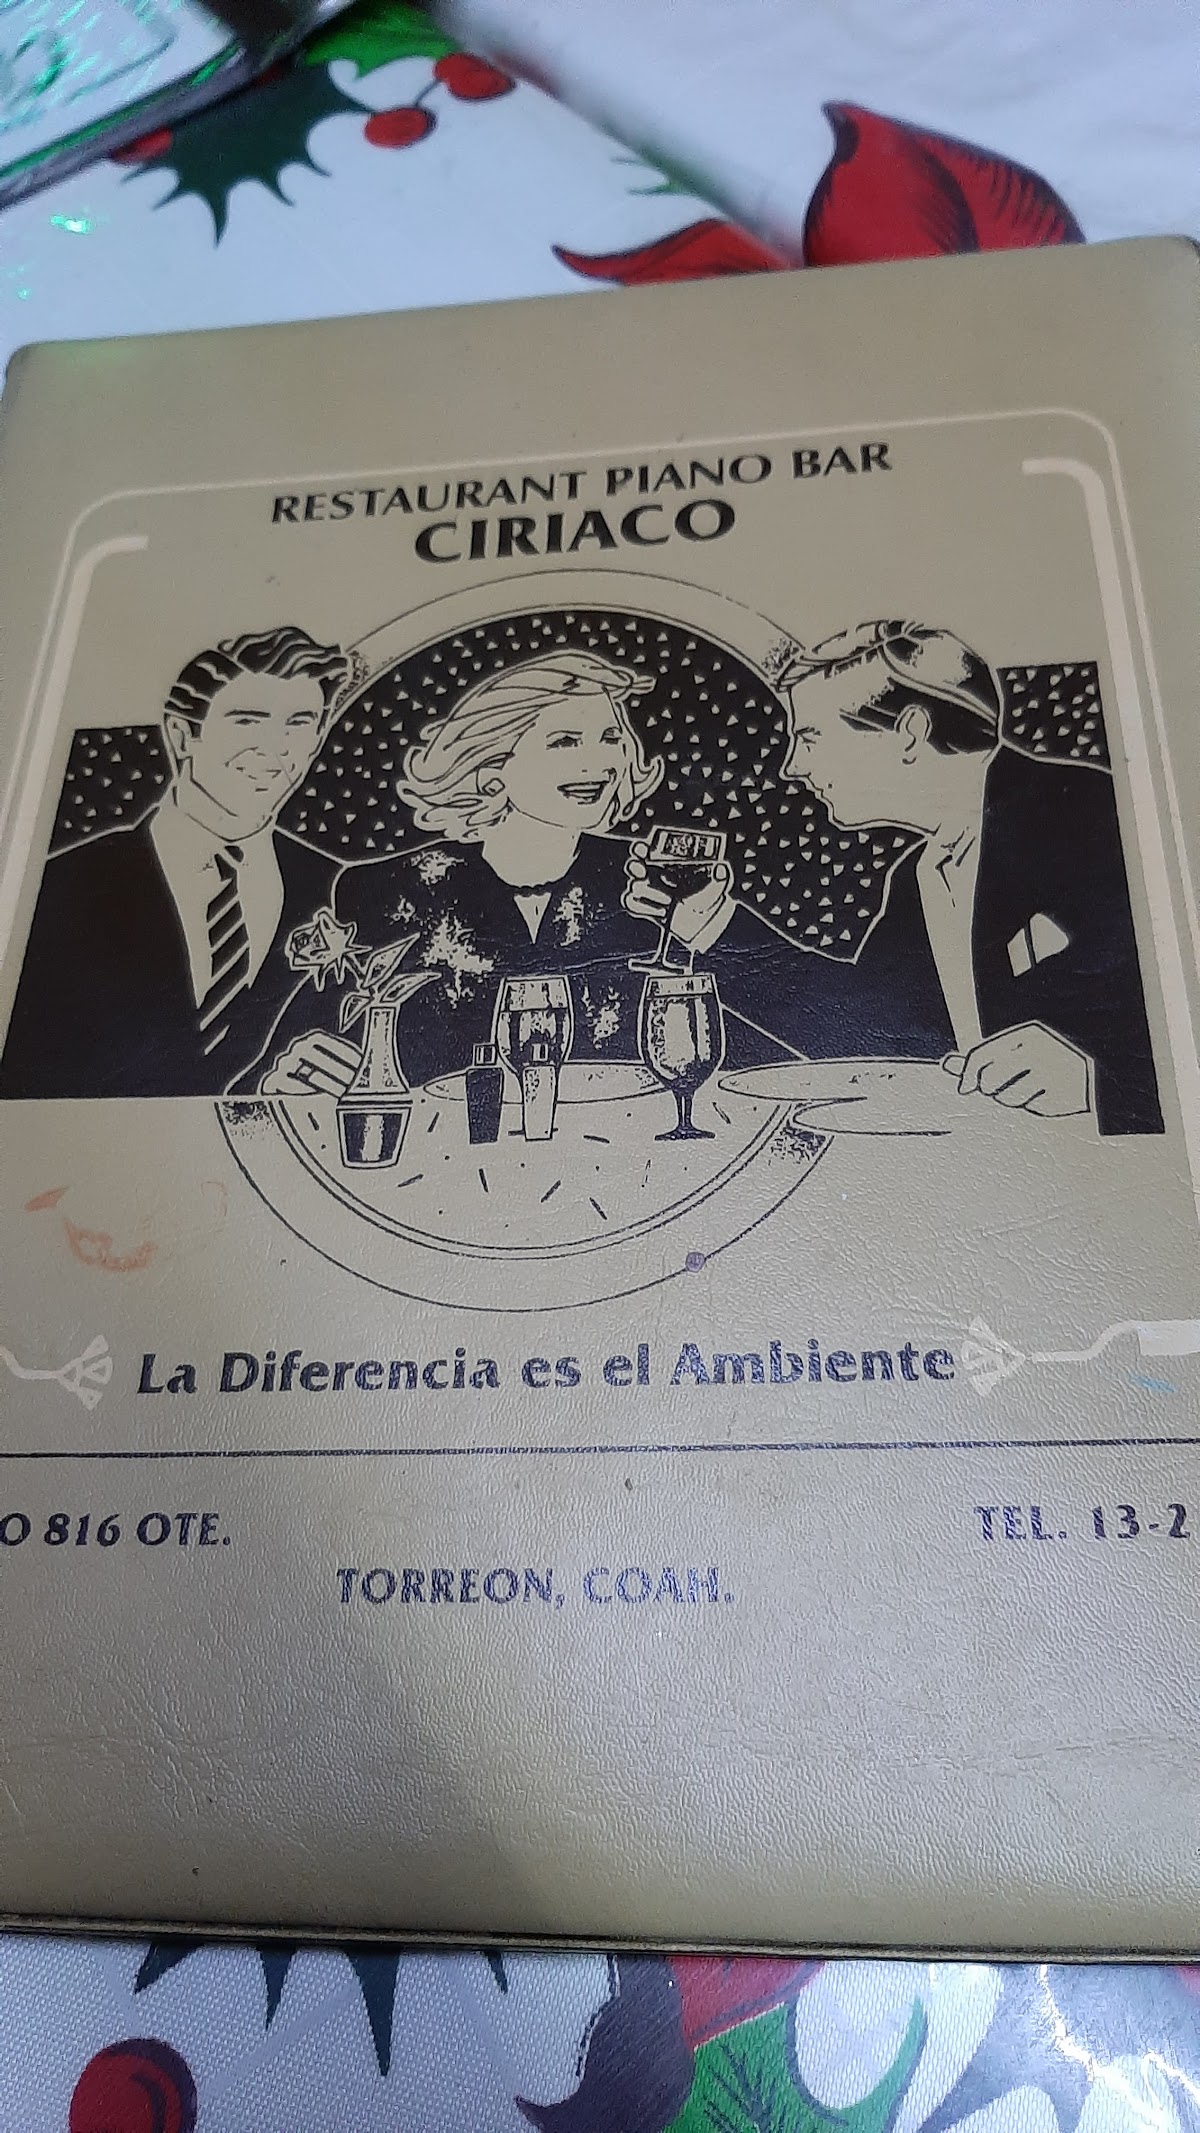 RESTAURANT PIANO BAR
CIRIACO
La Diferencia es el Ambiente
O 816 OTE. TEL. 13-2
TORREON, COAH.